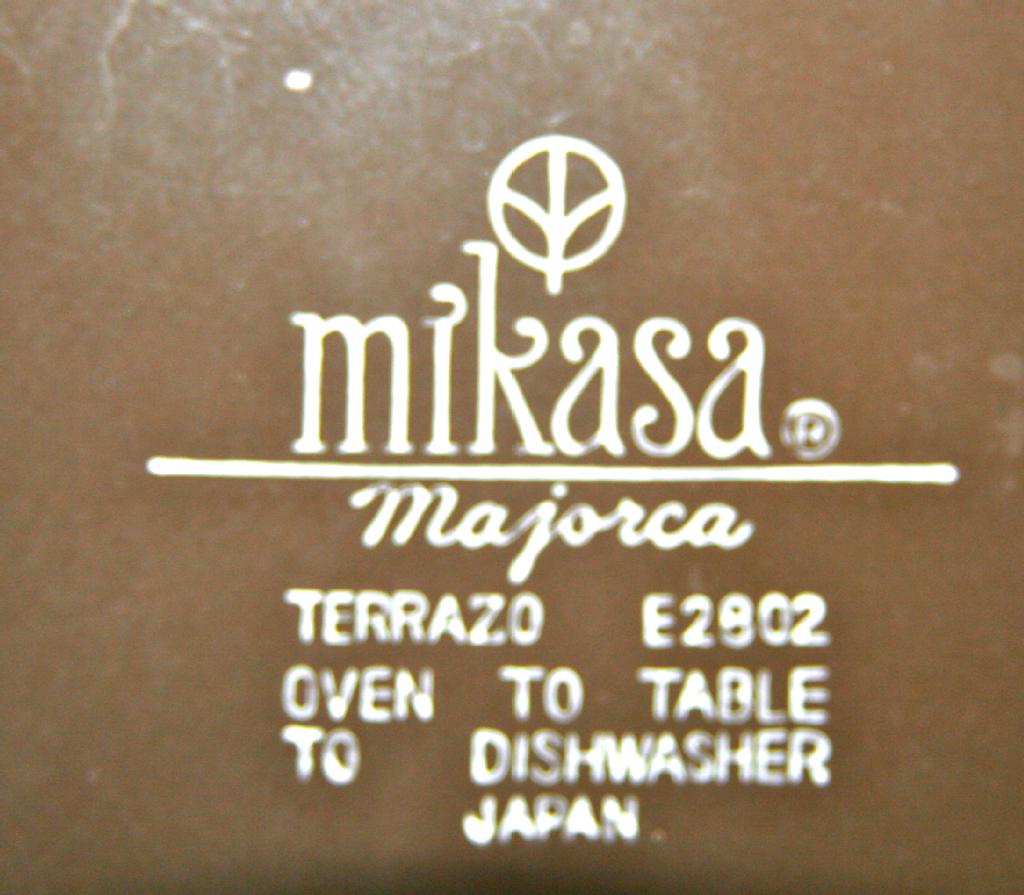 mikasa ®
Majorca
TERRAZO E2802
OVEN TO TABLE
TO DISHWASHER
JAPAN